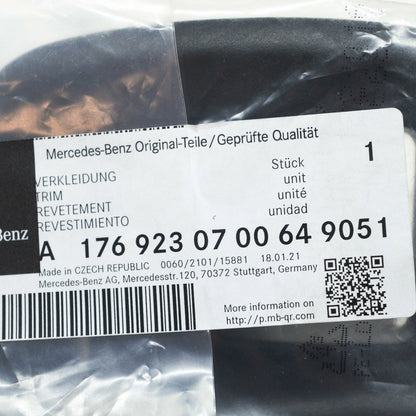 Mercedes-Benz Original-Teile/Geprüfte Qualität
VERKLEIDUNG
TRIM
REVETEMENT
REVESTIMIENTO
Stück
unit
unité
unidad
1
Benz
A 176 923 07 00 64 9051
Made in CZECH REPUBLIC 0060/2101/15881 18.01.21
Mercedes-Benz AG, Mercedesstr.120, 70372 Stuttgart, Germany
More information on
http://p.mb-qr.com